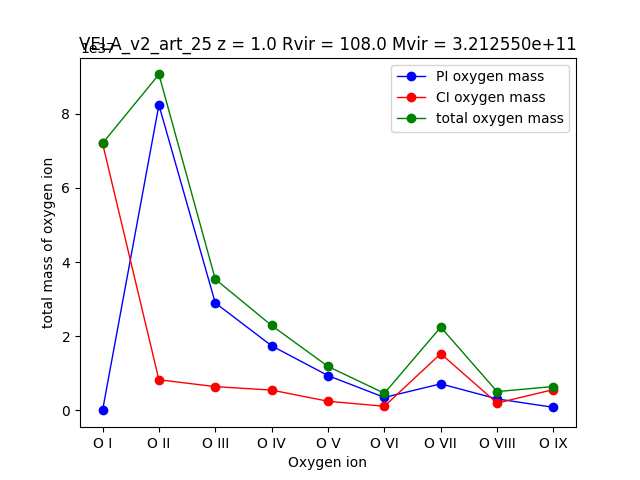 VELA_v2_art_25 z = 1.0 Rvir = 108.0 Mvir = 3.212550e+11
1e37
PI oxygen mass
CI oxygen mass
total oxygen mass
total mass of oxygen ion
8
6
4
2
0
O I O II O III O IV O V O VI O VII O VIII O IX
Oxygen ion